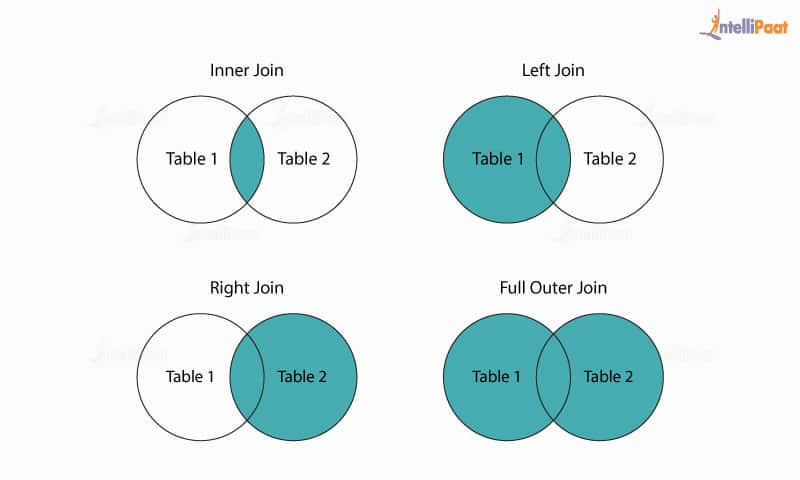 intelliPaat
Inner Join
Left Join
Table 1
Table 2
Table 1
Table 2
Right Join
Full Outer Join
Table 1
Table 2
Table 1
Table 2